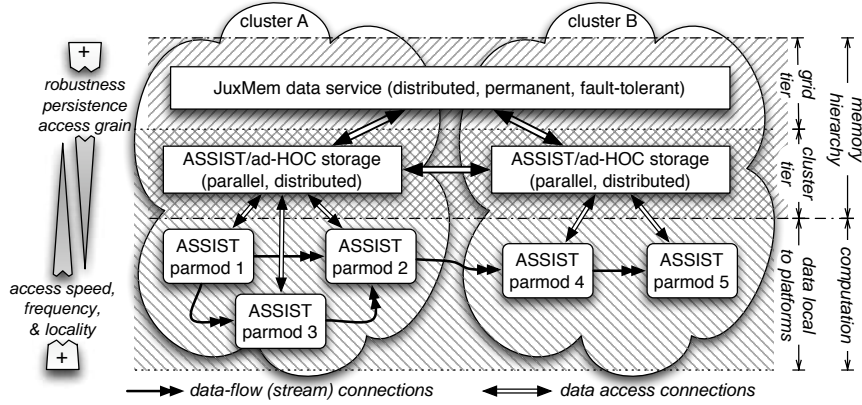 cluster A
cluster B
+
robustness
persistence
access grain
JuxMem data service (distributed, permanent, fault-tolerant)
grid
tier
memory
hierarchy
ASSIST/ad-HOC storage
(parallel, distributed)
ASSIST/ad-HOC storage
(parallel, distributed)
cluster
tier
ASSIST
parmod 1
ASSIST
parmod 2
ASSIST
parmod 3
ASSIST
parmod 4
ASSIST
parmod 5
data local
to platforms
computation
access speed,
frequency,
& locality
+
data-flow (stream) connections
data access connections